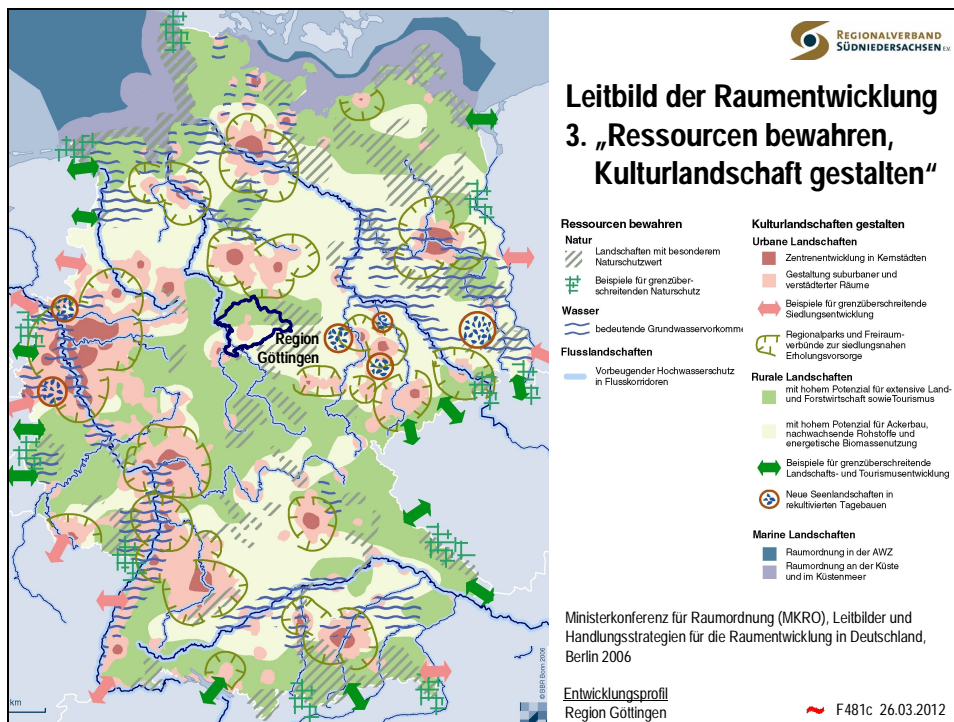 REGIONALVERBAND
SÜDNIEDERSACHSEN E.V.
Leitbild der Raumentwicklung
3. „Ressourcen bewahren,
Kulturlandschaft gestalten“
Ressourcen bewahren
Natur
Landschaften mit besonderem
Naturschutzwert
Beispiele für grenzüber-
schreitenden Naturschutz
Wasser
bedeutende Grundwasservorkomme
Flusslandschaften
Vorbeugender Hochwasserschutz
in Flusskorridoren
Kulturlandschaften gestalten
Urbane Landschaften
Zentrenentwicklung in Kernstädten
Gestaltung suburbaner und
verstädterter Räume
Beispiele für grenzüberschreitende
Siedlungsentwicklung
Regionalparks und Freiraum-
verbünde zur siedlungsnahen
Erholungsvorsorge
Rurale Landschaften
mit hohem Potenzial für extensive Land-
und Forstwirtschaft sowie Tourismus
mit hohem Potenzial für Ackerbau,
nachwachsende Rohstoffe und
energetische Biomassenutzung
Beispiele für grenzüberschreitende
Landschafts- und Tourismusentwicklung
Neue Seenlandschaften in
rekultivierten Tagebauen
Marine Landschaften
Raumordnung in der AWZ
Raumordnung an der Küste
und im Küstenmeer
Region
Göttingen
km
© BBR Bonn 2006
Ministerkonferenz für Raumordnung (MKRO), Leitbilder und
Handlungsstrategien für die Raumentwicklung in Deutschland,
Berlin 2006
Entwicklungsprofil
Region Göttingen
F481c 26.03.2012